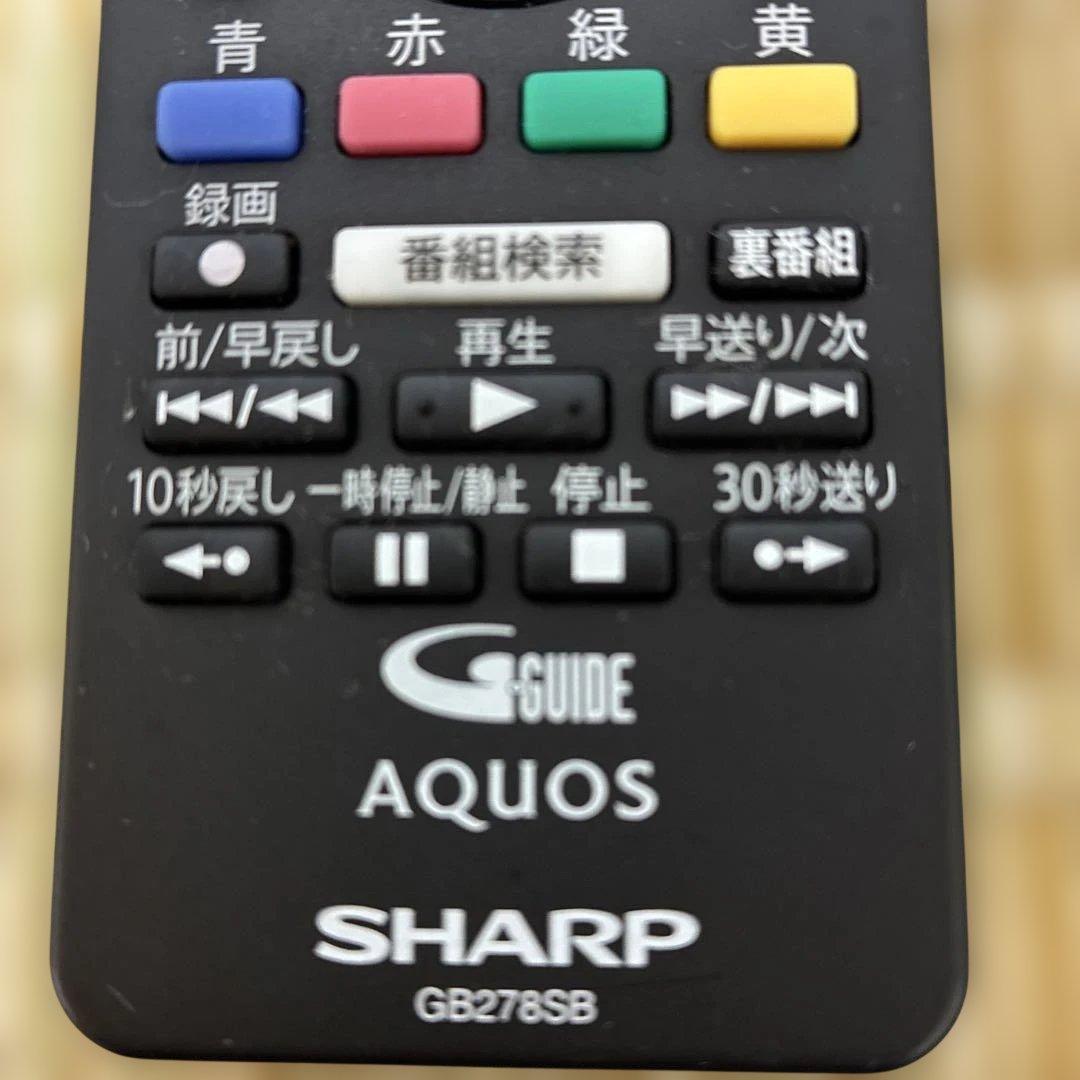 青 赤 緑 黄
録画
番組検索 裏番組
前/早戻し 再生 早送り/次
10秒戻し 一時停止/静止 停止 30秒送り
G-GUIDE
AQUOS
SHARP
GB278SB